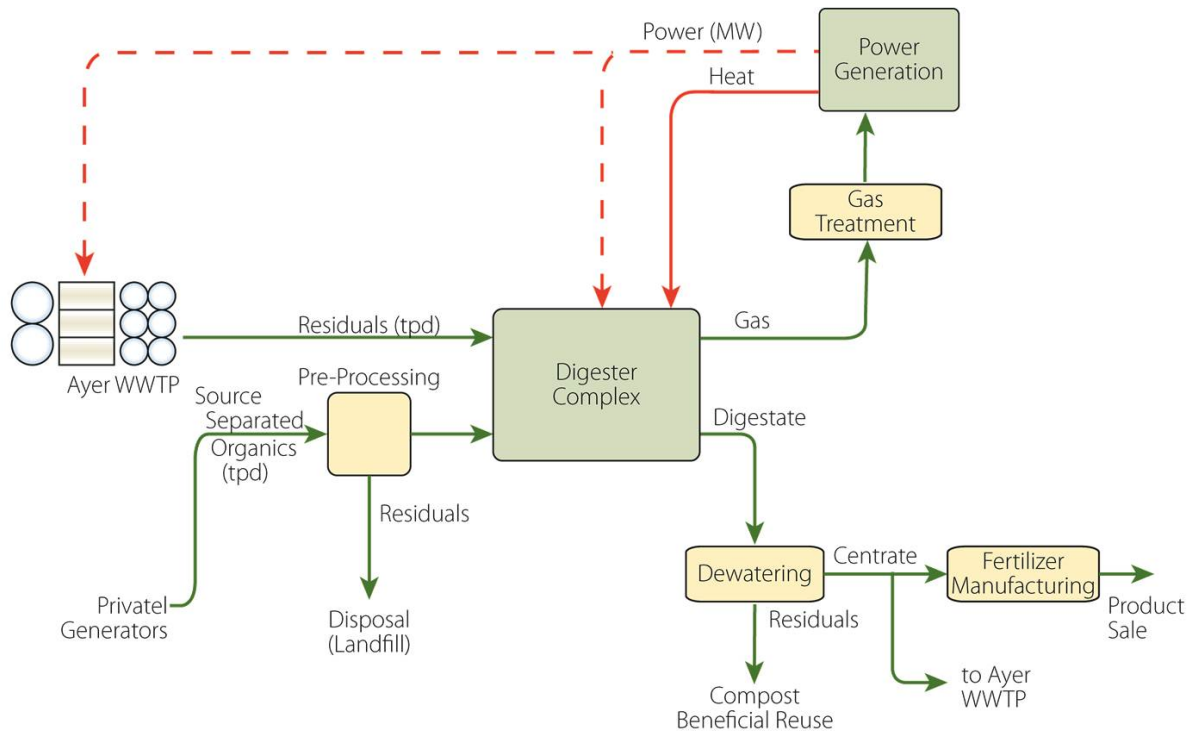 Power (MW)
Power
Generation
Heat
Gas
Treatment
Residuals (tpd)
Gas
Ayer WWTP
Pre-Processing
Digester
Complex
Source
Separated
Organics
(tpd)
Digestate
Residuals
Dewatering
Centrate
Fertilizer
Manufacturing
Privatel
Generators
Disposal
(Landfill)
Residuals
Product
Sale
to Ayer
WWTP
Compost
Beneficial Reuse